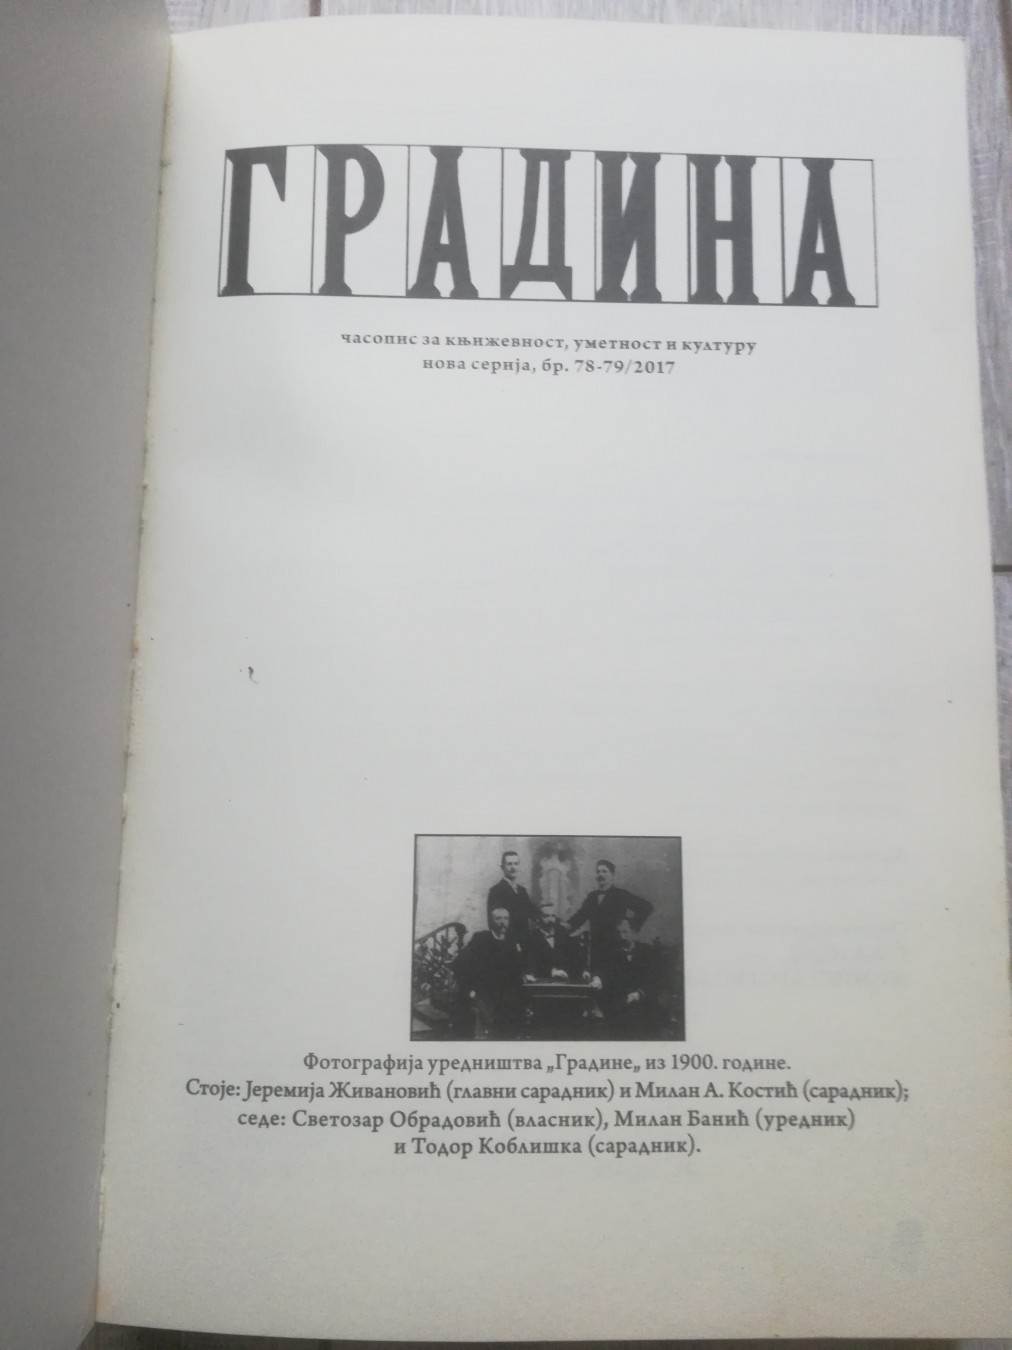 ГРАДИНА
часопис за књижевност, уметност и културу
нова серија, бр. 78-79/2017
Фотографија уредништва „Градине„ из 1900. године.
Стоје: Јеремија Живановић (главни сарадник) и Милан А. Костић (сарадник);
седе: Светозар Обрадовић (власник), Милан Банић (уредник)
и Тодор Коблишка (сарадник).